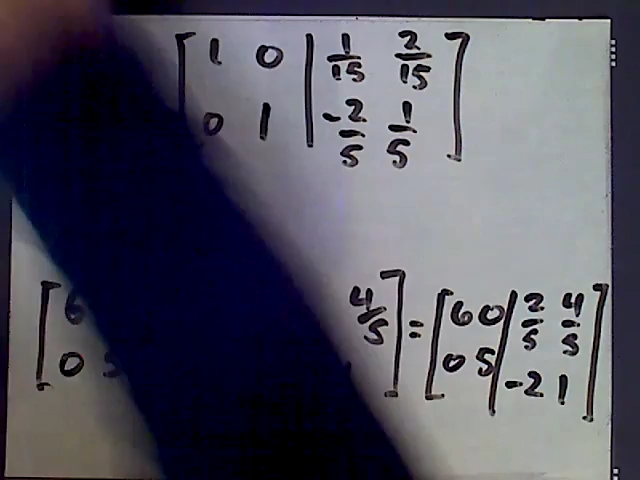 [ 1 0 | 1/15 2/15 ]
0 1 | -2/5 1/5
[ 6 4/5 ] = [ 6 0 | 2/5 4/5 ]
0 5 0 5 | -2 1